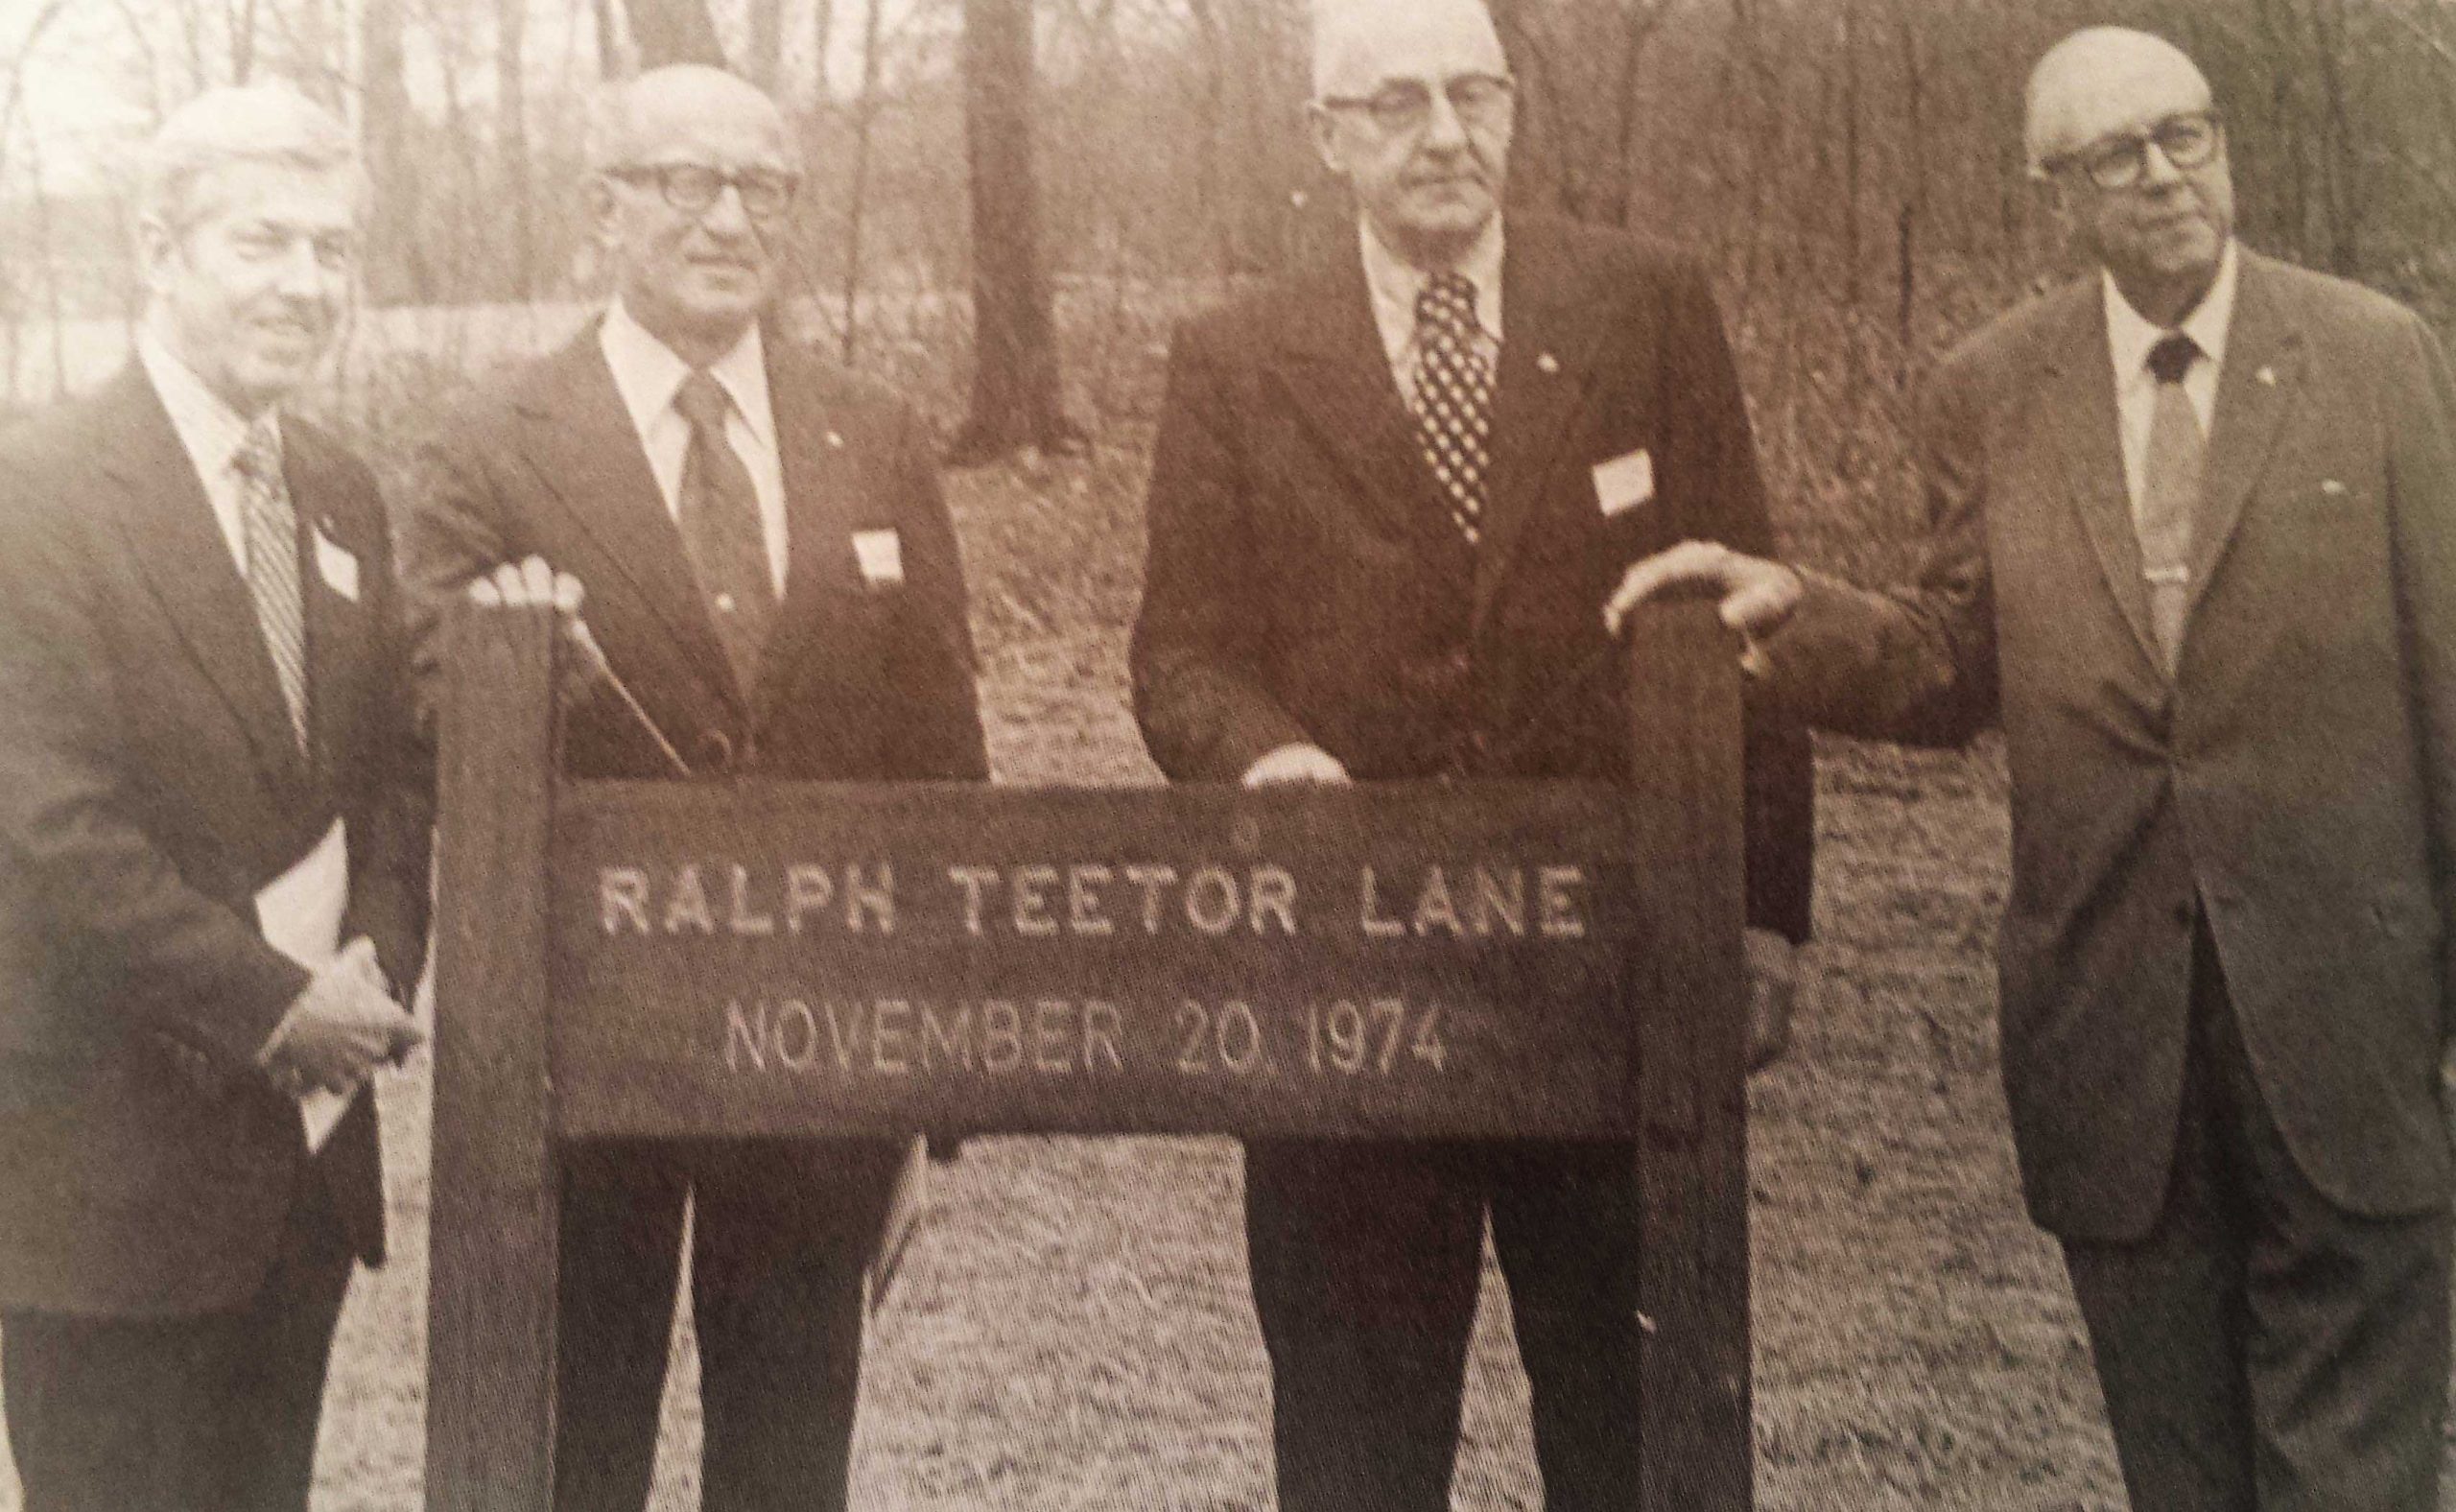 RALPH TEETOR LANE
NOVEMBER 20, 1974